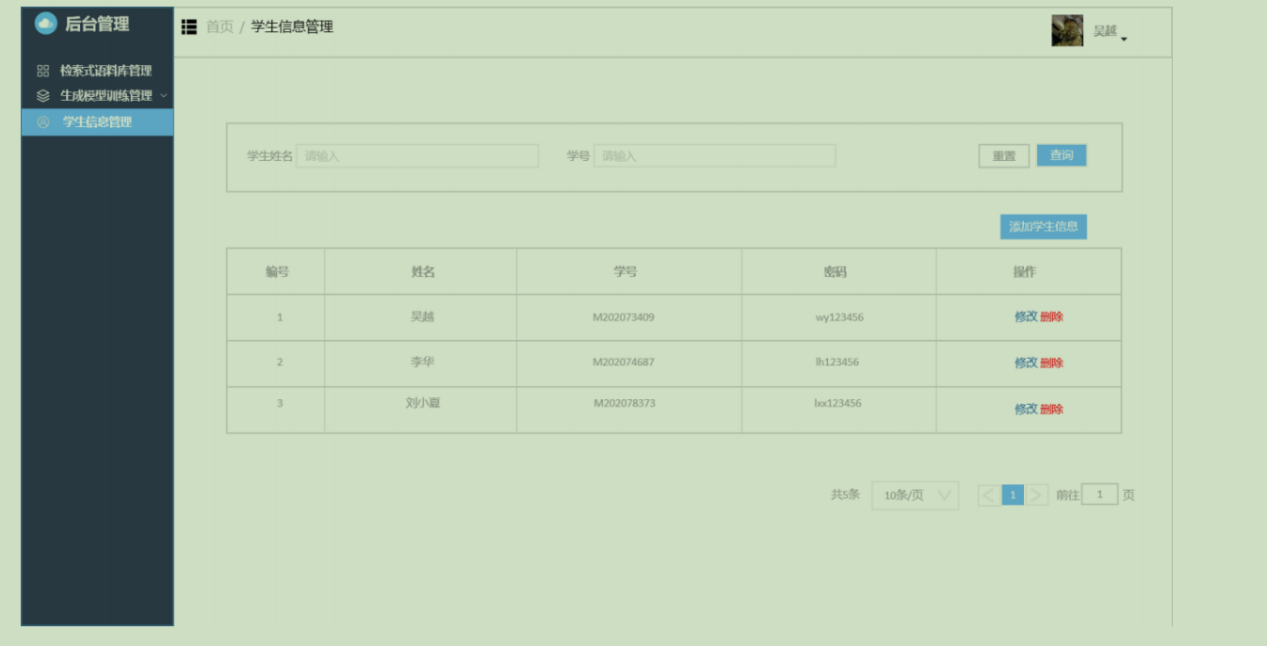 后台管理
首页 / 学生信息管理
吴越
检索式语料库管理
生成模型训练管理
学生信息管理
学生姓名 请输入 学号 请输入 重置 查询
添加学生信息
编号 姓名 学号 密码 操作
1 吴越 M202073409 wy123456 修改 删除
2 李华 M202074687 lh123456 修改 删除
3 刘小夏 M202078373 lxx123456 修改 删除
共5条 10条/页 1 前往 1 页